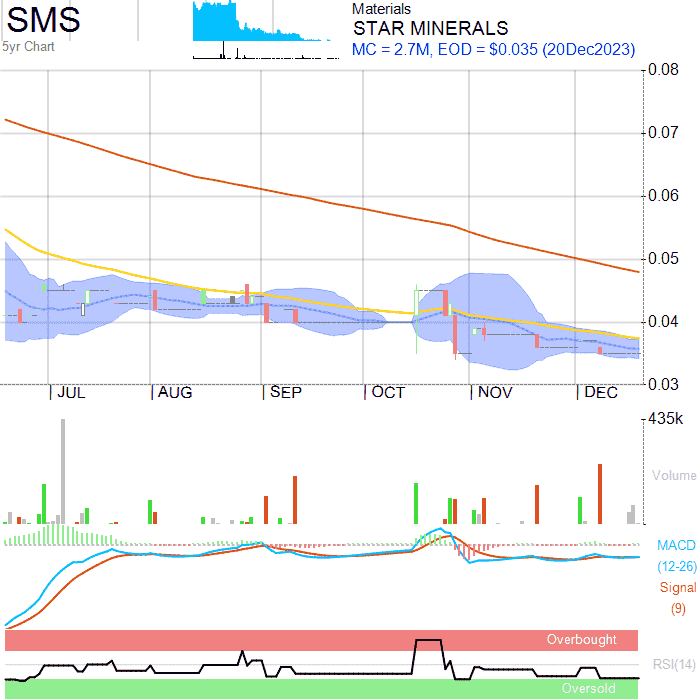 SMS
5yr Chart
Materials
STAR MINERALS
MC = 2.7M, EOD = $0.035 (20Dec2023)
0.08
0.07
0.06
0.05
0.04
0.03
JUL AUG SEP OCT NOV DEC
435k
Volume
MACD
(12-26)
Signal
(9)
Overbought
RSI(14)
Oversold